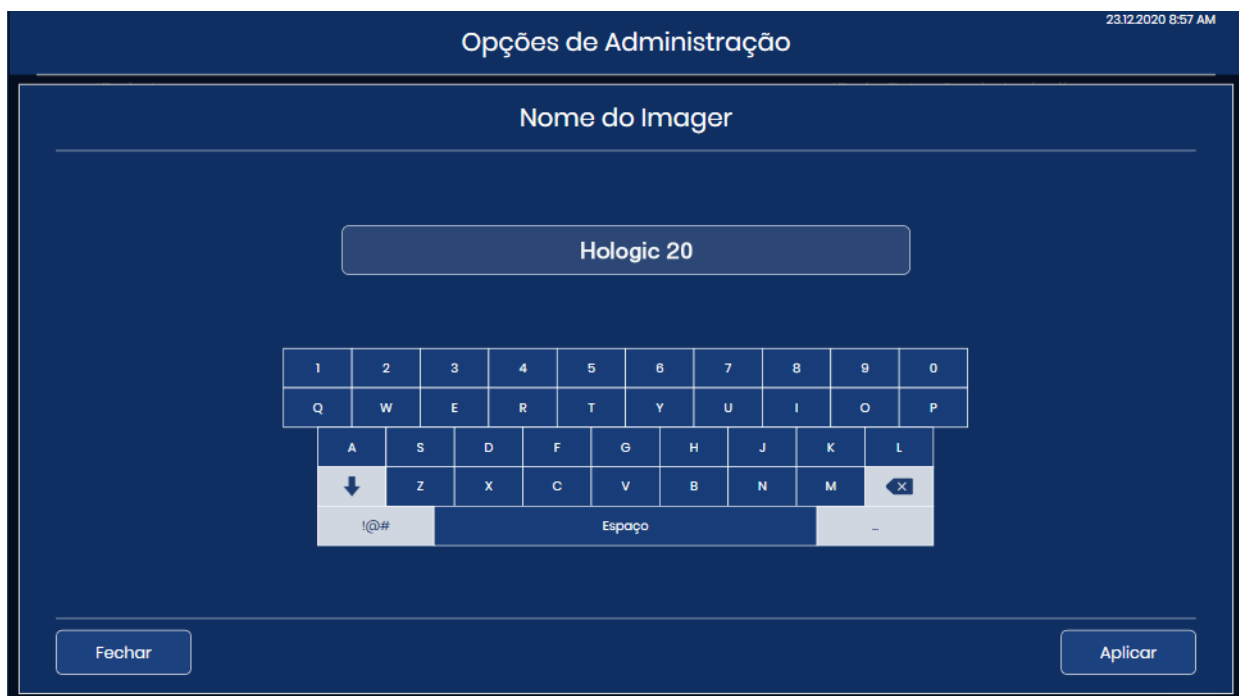 23.12.2020 8:57 AM
Opções de Administração
Nome do Imager
Hologic 20
1 2 3 4 5 6 7 8 9 0
Q W E R T Y U I O P
A S D F G H J K L
Z X C V B N M
!@# Espaço ...
Fechar Aplicar